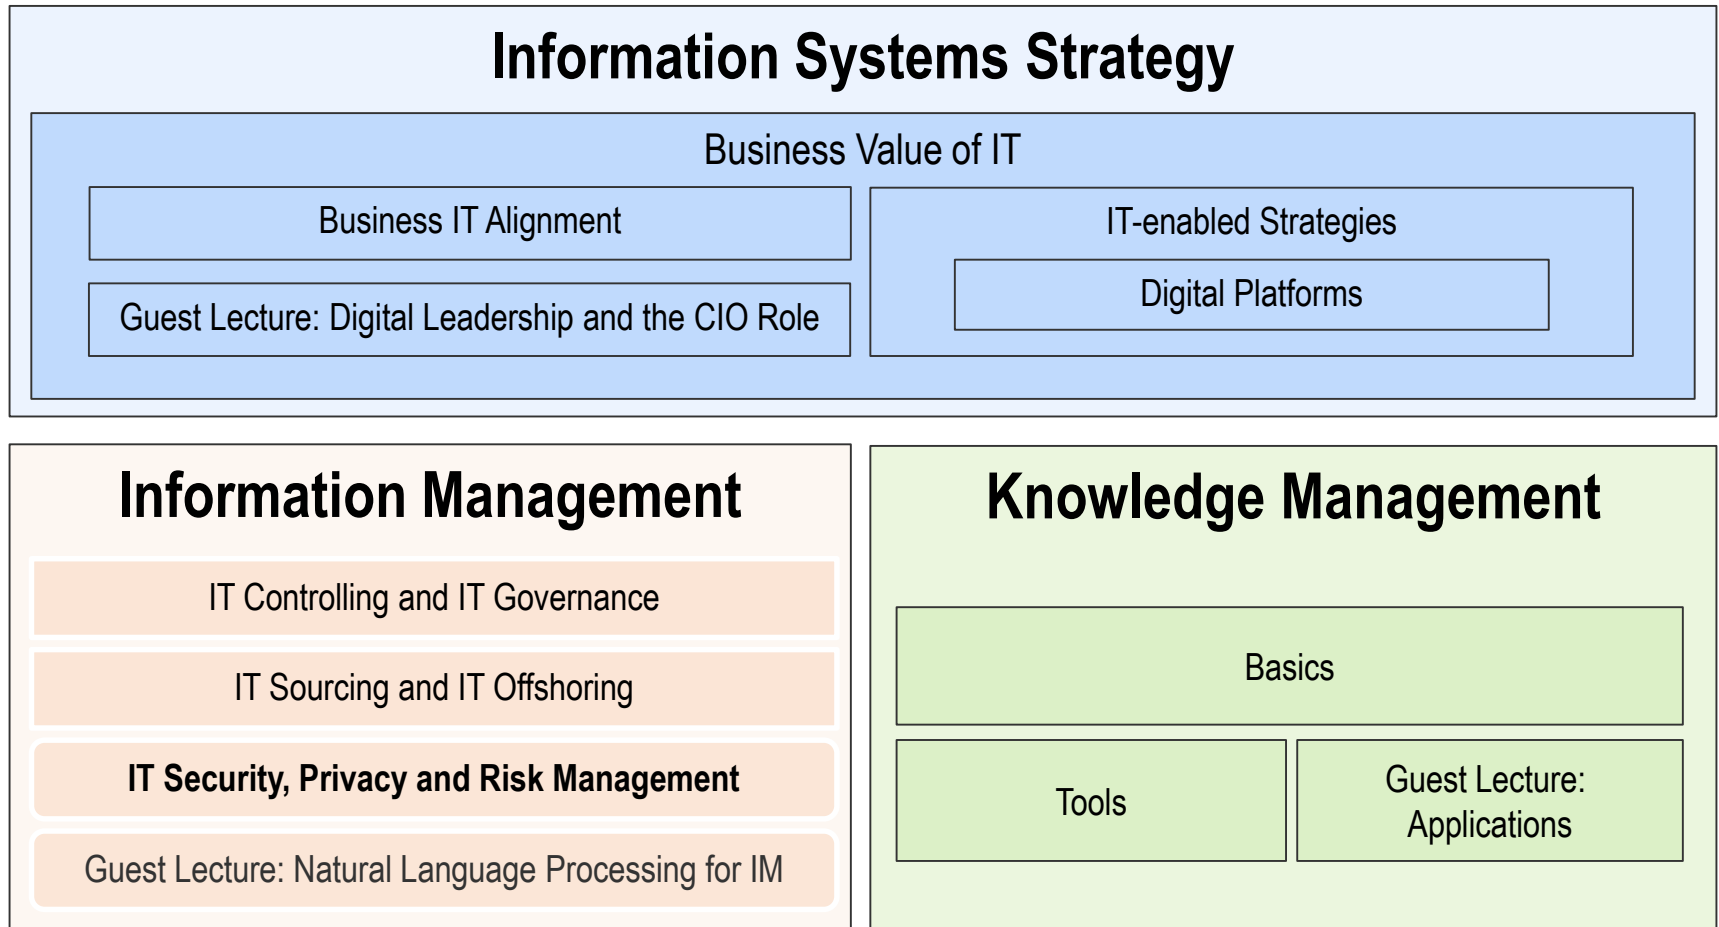 Information Systems Strategy
Business Value of IT
Business IT Alignment
Guest Lecture: Digital Leadership and the CIO Role
IT-enabled Strategies
Digital Platforms
Information Management
IT Controlling and IT Governance
IT Sourcing and IT Offshoring
IT Security, Privacy and Risk Management
Guest Lecture: Natural Language Processing for IM
Knowledge Management
Basics
Tools
Guest Lecture:
Applications